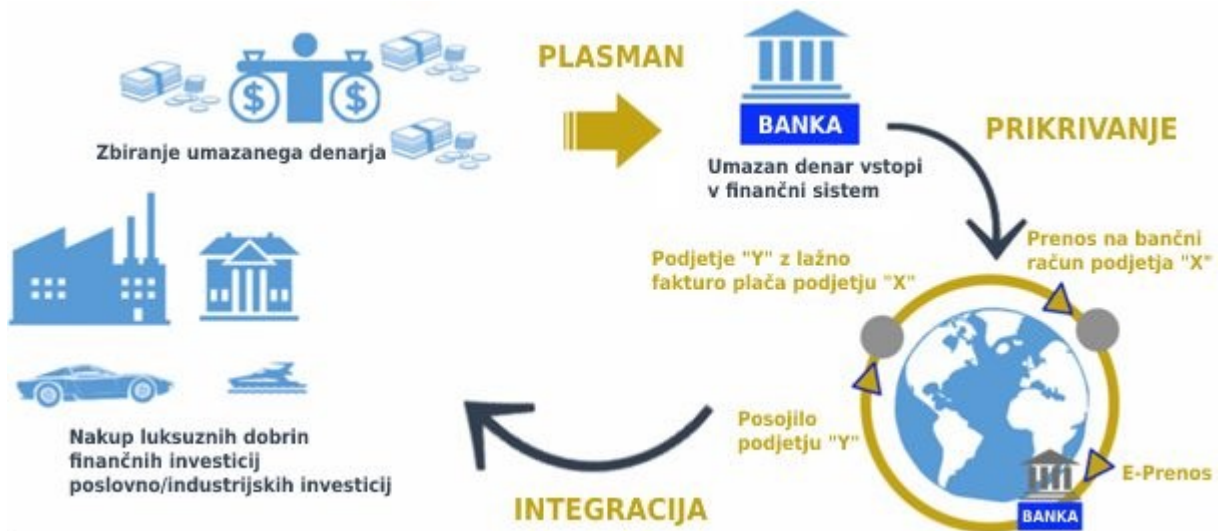 PLASMAN
BANKA
PRIKRIVANJE
Zbiranje umazanega denarja
Umazan denar vstopi
v finančni sistem
Prenos na bančni
račun podjetja "X"
Podjetje "Y" z lažno
fakturo plača podjetju "X"
Posojilo
podjetju "Y"
E-Prenos
BANKA
Nakup luksuznih dobrin
finančnih investicij
poslovno/industrijskih investicij
INTEGRACIJA
$
$